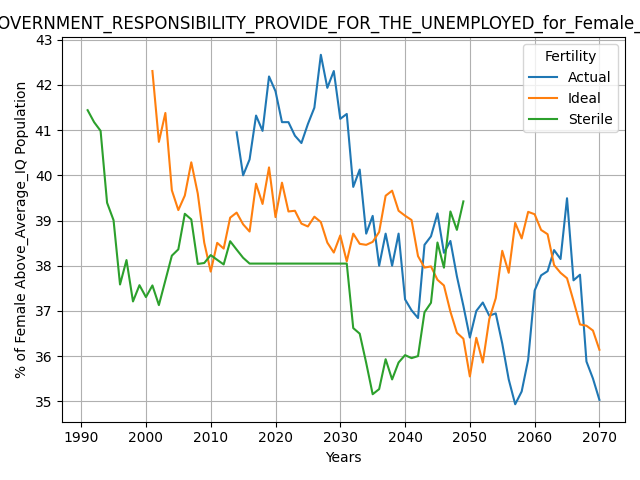 OVERNMENT_RESPONSIBILITY_PROVIDE_FOR_THE_UNEMPLOYED_for_Female_
43
42
41
40
39
38
37
36
35
% of Female Above_Average_IQ Population
Fertility
Actual
Ideal
Sterile
1990
2000
2010
2020
2030
2040
2050
2060
2070
Years